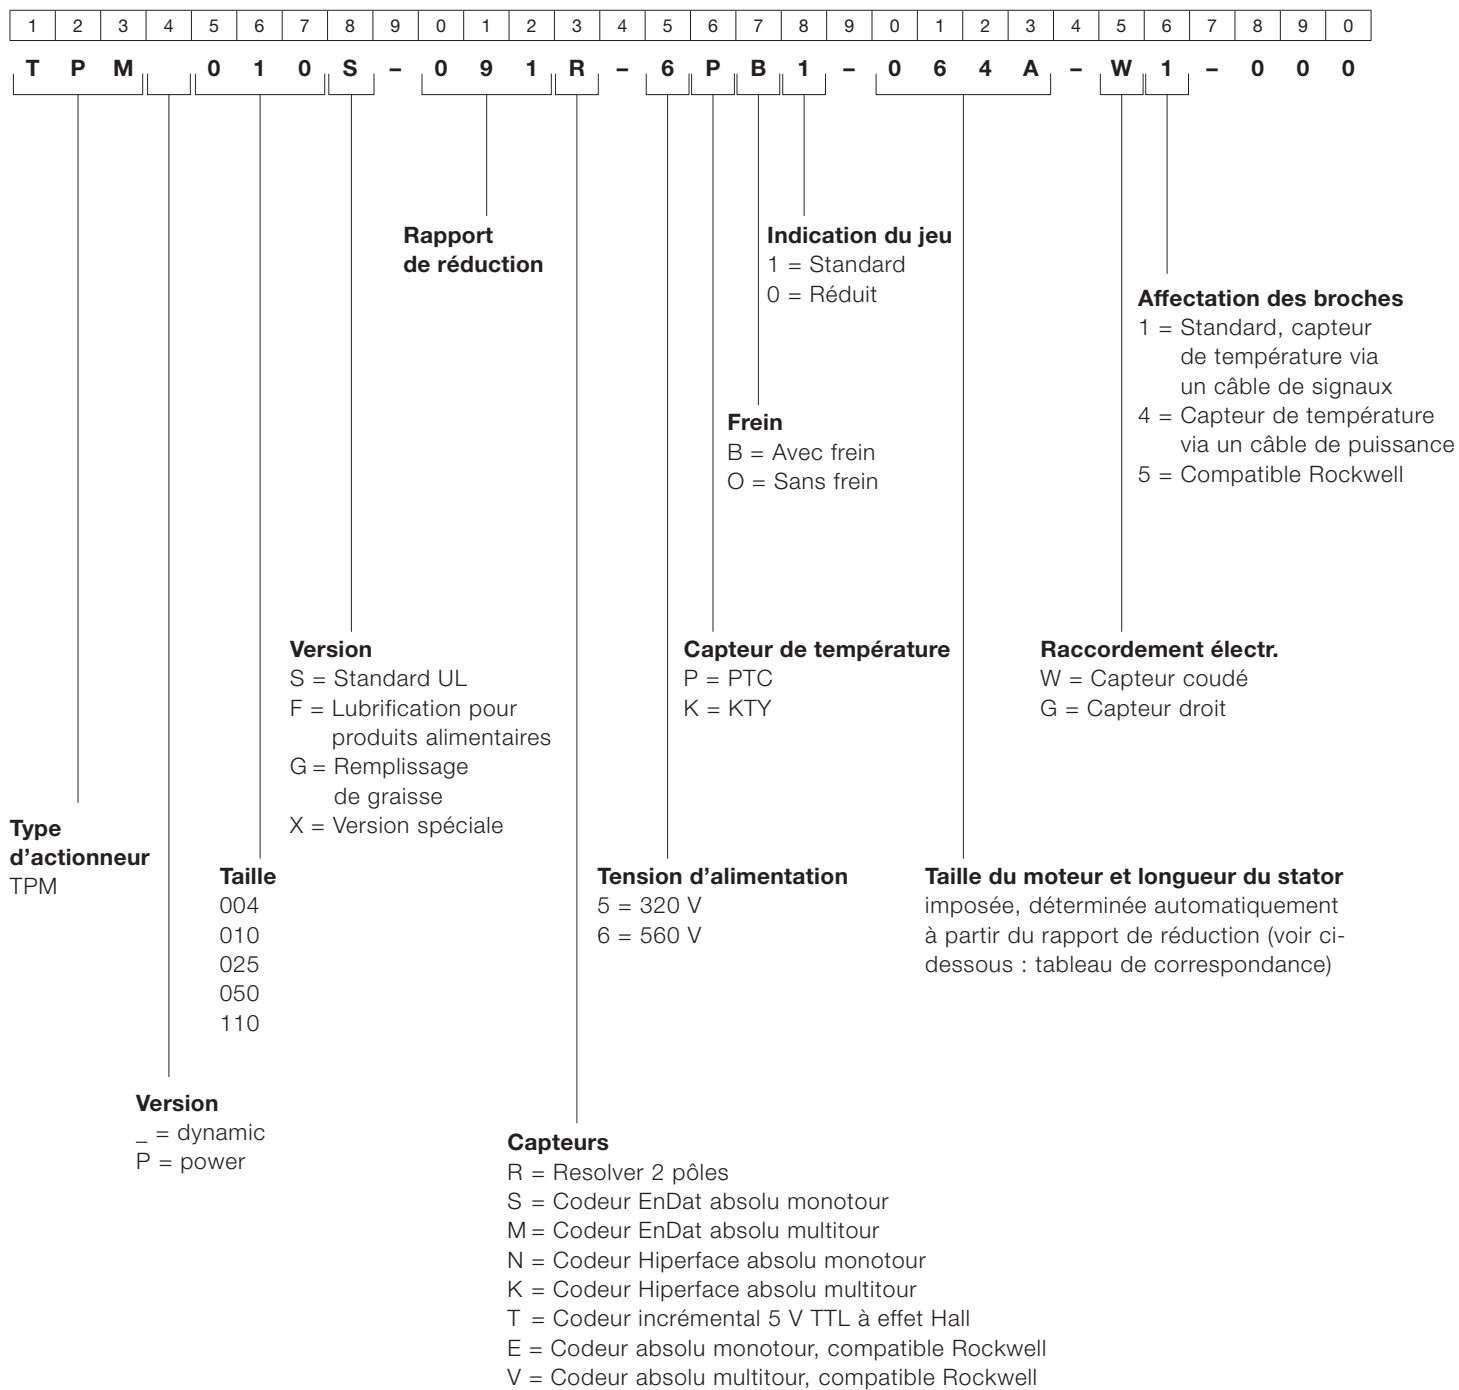 1 2 3 4 5 6 7 8 9 0 1 2 3 4 5 6 7 8 9 0 1 2 3 4 5 6 7 8 9 0
T P M 0 1 0 S – 0 9 1 R – 6 P B 1 – 0 6 4 A – W 1 – 0 0 0
Rapport
de réduction
Indication du jeu
1 = Standard
0 = Réduit
Affectation des broches
1 = Standard, capteur
de température via
un câble de signaux
4 = Capteur de température
via un câble de puissance
5 = Compatible Rockwell
Frein
B = Avec frein
O = Sans frein
Version
S = Standard UL
F = Lubrification pour
produits alimentaires
G = Remplissage
de graisse
X = Version spéciale
Capteur de température
P = PTC
K = KTY
Raccordement électr.
W = Capteur coudé
G = Capteur droit
Type
d’actionneur
TPM
Taille
004
010
025
050
110
Tension d’alimentation
5 = 320 V
6 = 560 V
Taille du moteur et longueur du stator
imposée, déterminée automatiquement
à partir du rapport de réduction (voir ci-
dessous : tableau de correspondance)
Version
_ = dynamic
P = power
Capteurs
R = Resolver 2 pôles
S = Codeur EnDat absolu monotour
M = Codeur EnDat absolu multitour
N = Codeur Hiperface absolu monotour
K = Codeur Hiperface absolu multitour
T = Codeur incrémental 5 V TTL à effet Hall
E = Codeur absolu monotour, compatible Rockwell
V = Codeur absolu multitour, compatible Rockwell